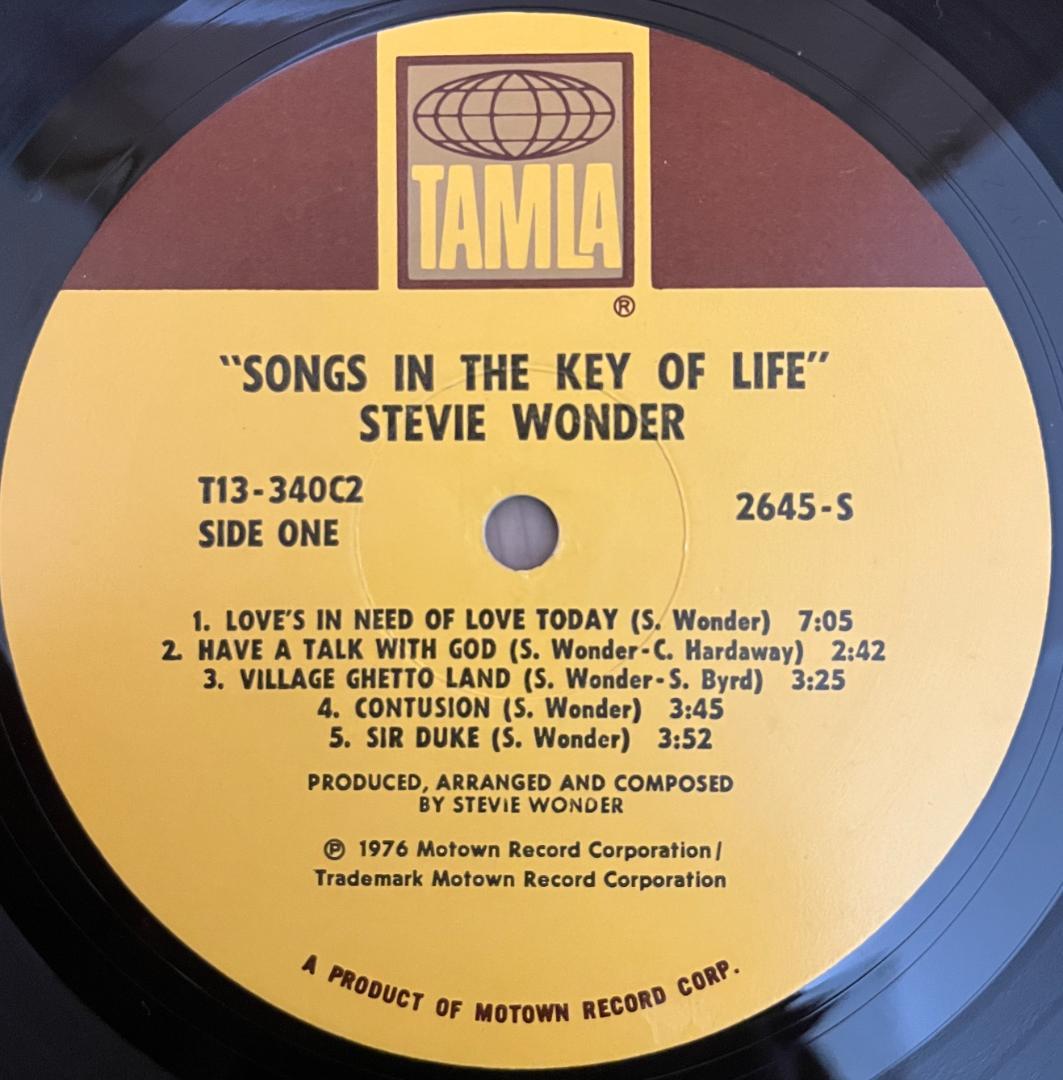 TAMLA
®
"SONGS IN THE KEY OF LIFE"
STEVIE WONDER
T13-340C2
SIDE ONE
2645-S
1. LOVE'S IN NEED OF LOVE TODAY (S. Wonder) 7:05
2. HAVE A TALK WITH GOD (S. Wonder-C. Hardaway) 2:42
3. VILLAGE GHETTO LAND (S. Wonder-S. Byrd) 3:25
4. CONTUSION (S. Wonder) 3:45
5. SIR DUKE (S. Wonder) 3:52
PRODUCED, ARRANGED AND COMPOSED
BY STEVIE WONDER
℗ 1976 Motown Record Corporation/
Trademark Motown Record Corporation
A PRODUCT OF MOTOWN RECORD CORP.